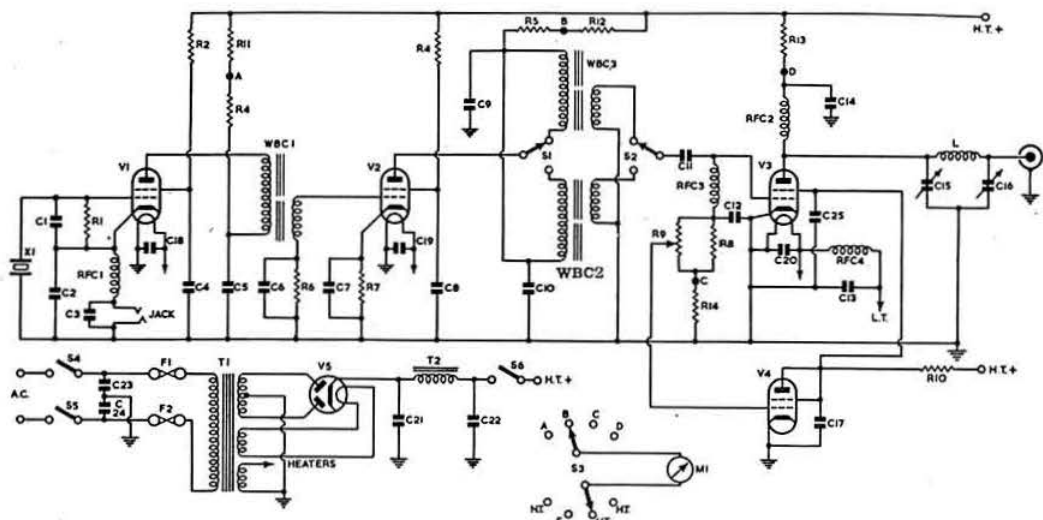 R2
R11
R4
R5
B
R12
R13
H.T.+
A
R4
C9
WBC3
D
C14
RFC2
V1
WBC1
V2
S1
S2
C11
RFC3
V3
L
C15
C16
C1
R1
C18
X1
RFC1
C2
C3
JACK
C4
C5
C6
R6
C7
R7
C19
C8
WBC2
C10
R9
C12
R8
C
R14
C25
C20
RFC4
C13
L.T.
S4
F1
T1
V5
T2
S6
H.T.+
A.C.
C23
C
24
S5
F2
C21
C22
HEATERS
V4
R10
H.T.+
C17
A
B
C
D
S3
M1